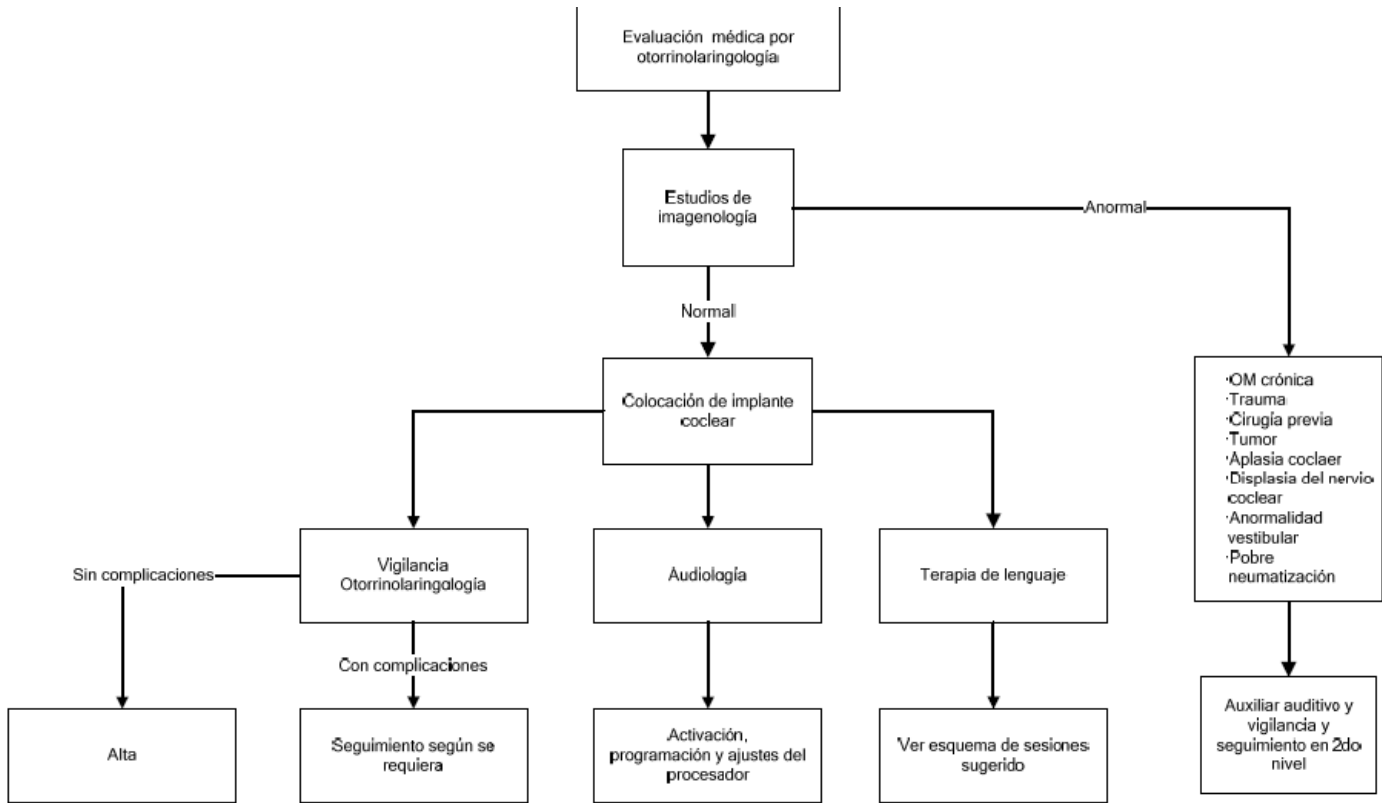 Evaluación médica por
otorrinolaringología
Estudios de
imagenología
Anormal
Normal
Colocación de implante
coclear
·OM crónica
·Trauma
·Cirugía previa
·Tumor
·Aplasia coclaer
·Displasia del nervio
coclear
·Anormalidad
vestibular
·Pobre
neumatización
Sin complicaciones
Vigilancia
Otorrinolaringología
Audiología
Terapia de lenguaje
Con complicaciones
Alta
Seguimiento según se
requiera
Activación,
programación y ajustes del
procesador
Ver esquema de sesiones
sugerido
Auxiliar auditivo y
vigilancia y
seguimiento en 2do
nivel